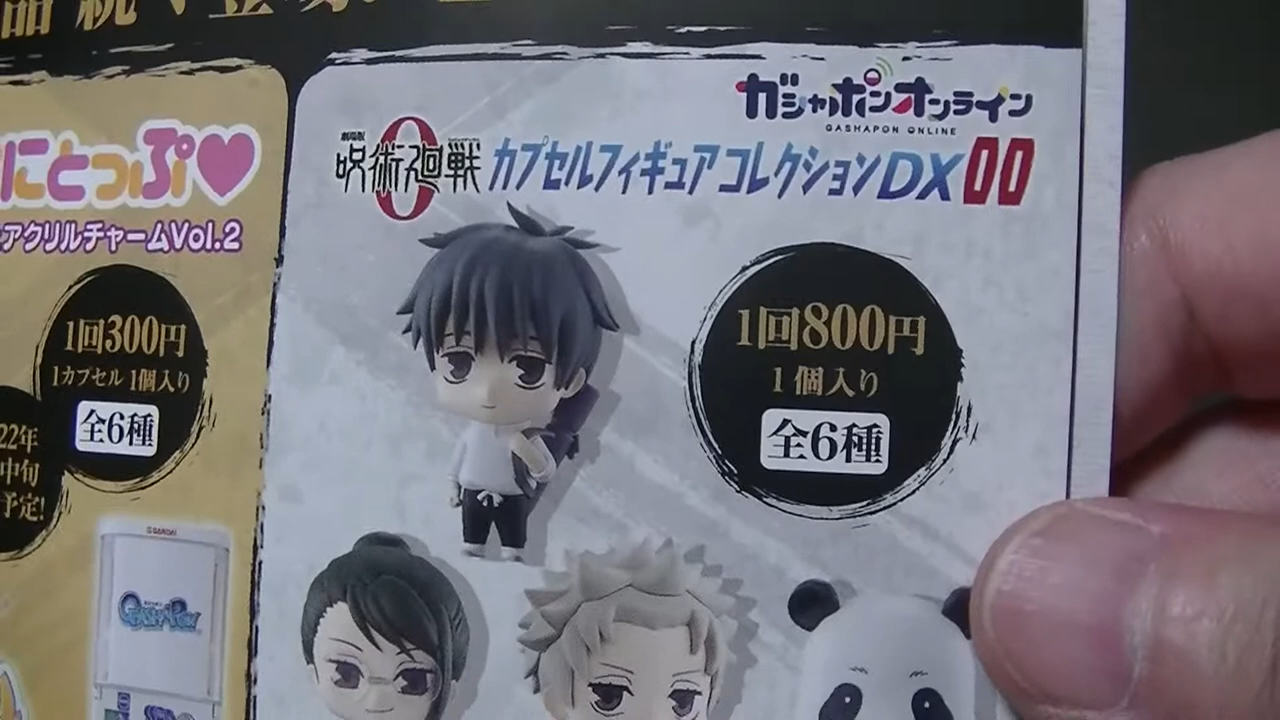 にとっぷ♥
アクリルチャームVol.2
1回300円
1カプセル1個入り
全6種
22年
中旬
予定!
BANDAI
ガシャポンオンライン
GASHAPON ONLINE
劇場版
呪術廻戦0
カプセルフィギュアコレクションDX00
1回800円
1個入り
全6種